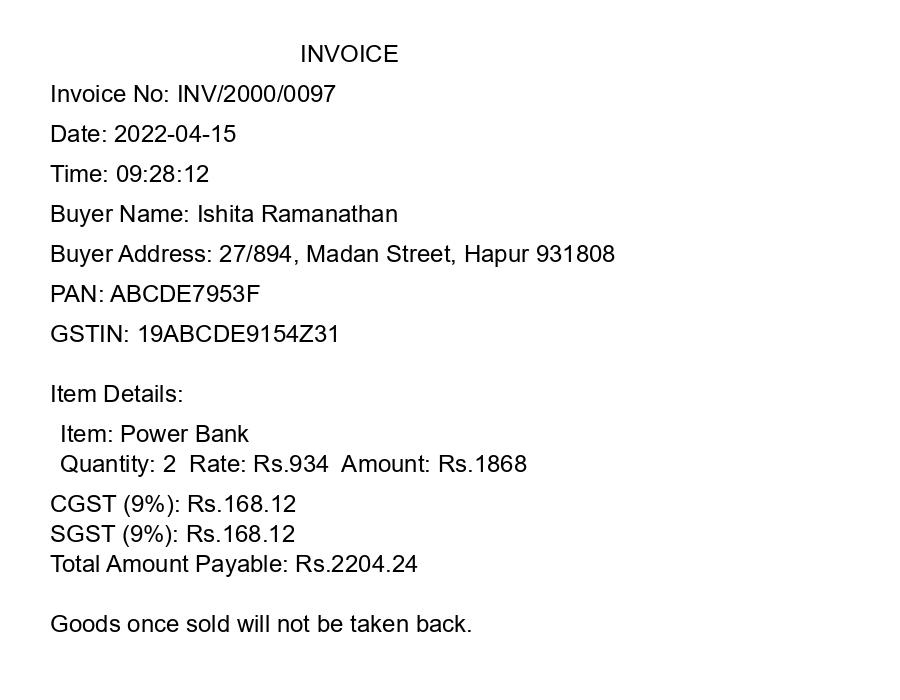 INVOICE
Invoice No: INV/2000/0097
Date: 2022-04-15
Time: 09:28:12
Buyer Name: Ishita Ramanathan
Buyer Address: 27/894, Madan Street, Hapur 931808
PAN: ABCDE7953F
GSTIN: 19ABCDE9154Z31
Item Details:
Item: Power Bank
Quantity: 2  Rate: Rs.934  Amount: Rs.1868
CGST (9%): Rs.168.12
SGST (9%): Rs.168.12
Total Amount Payable: Rs.2204.24
Goods once sold will not be taken back.